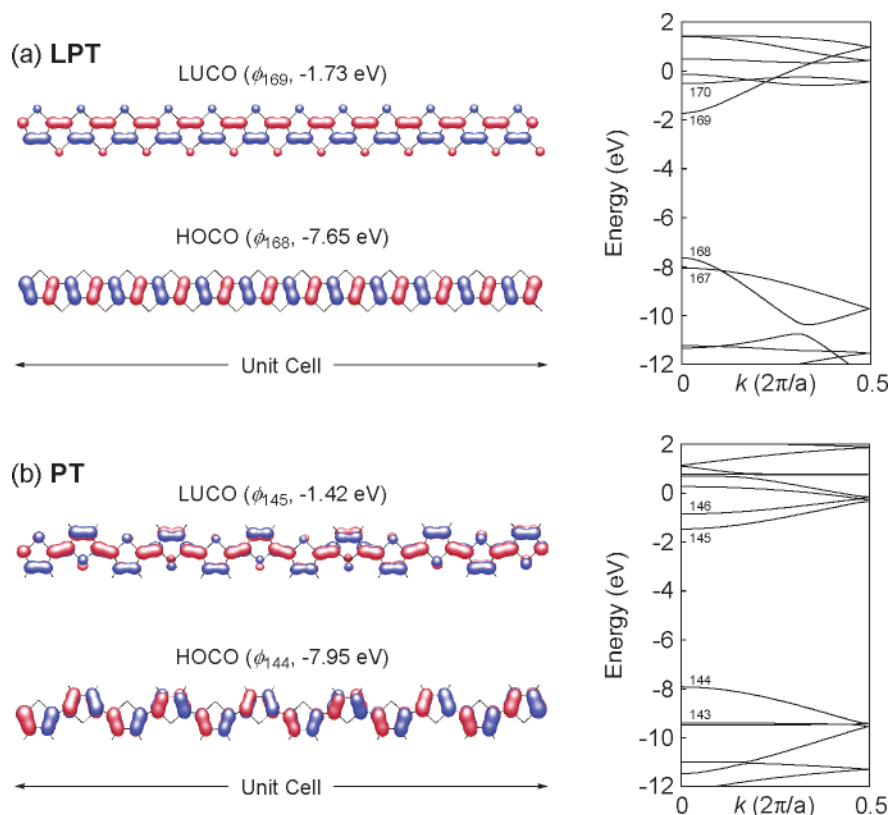 (a) LPT
LUCO (ϕ169, -1.73 eV)
HOCO (ϕ168, -7.65 eV)
Unit Cell
2
0
-2
-4
-6
-8
-10
-12
Energy (eV)
170
169
168
167
0
k (2π/a)
0.5
(b) PT
LUCO (ϕ145, -1.42 eV)
HOCO (ϕ144, -7.95 eV)
Unit Cell
2
0
-2
-4
-6
-8
-10
-12
Energy (eV)
146
145
144
143
0
k (2π/a)
0.5